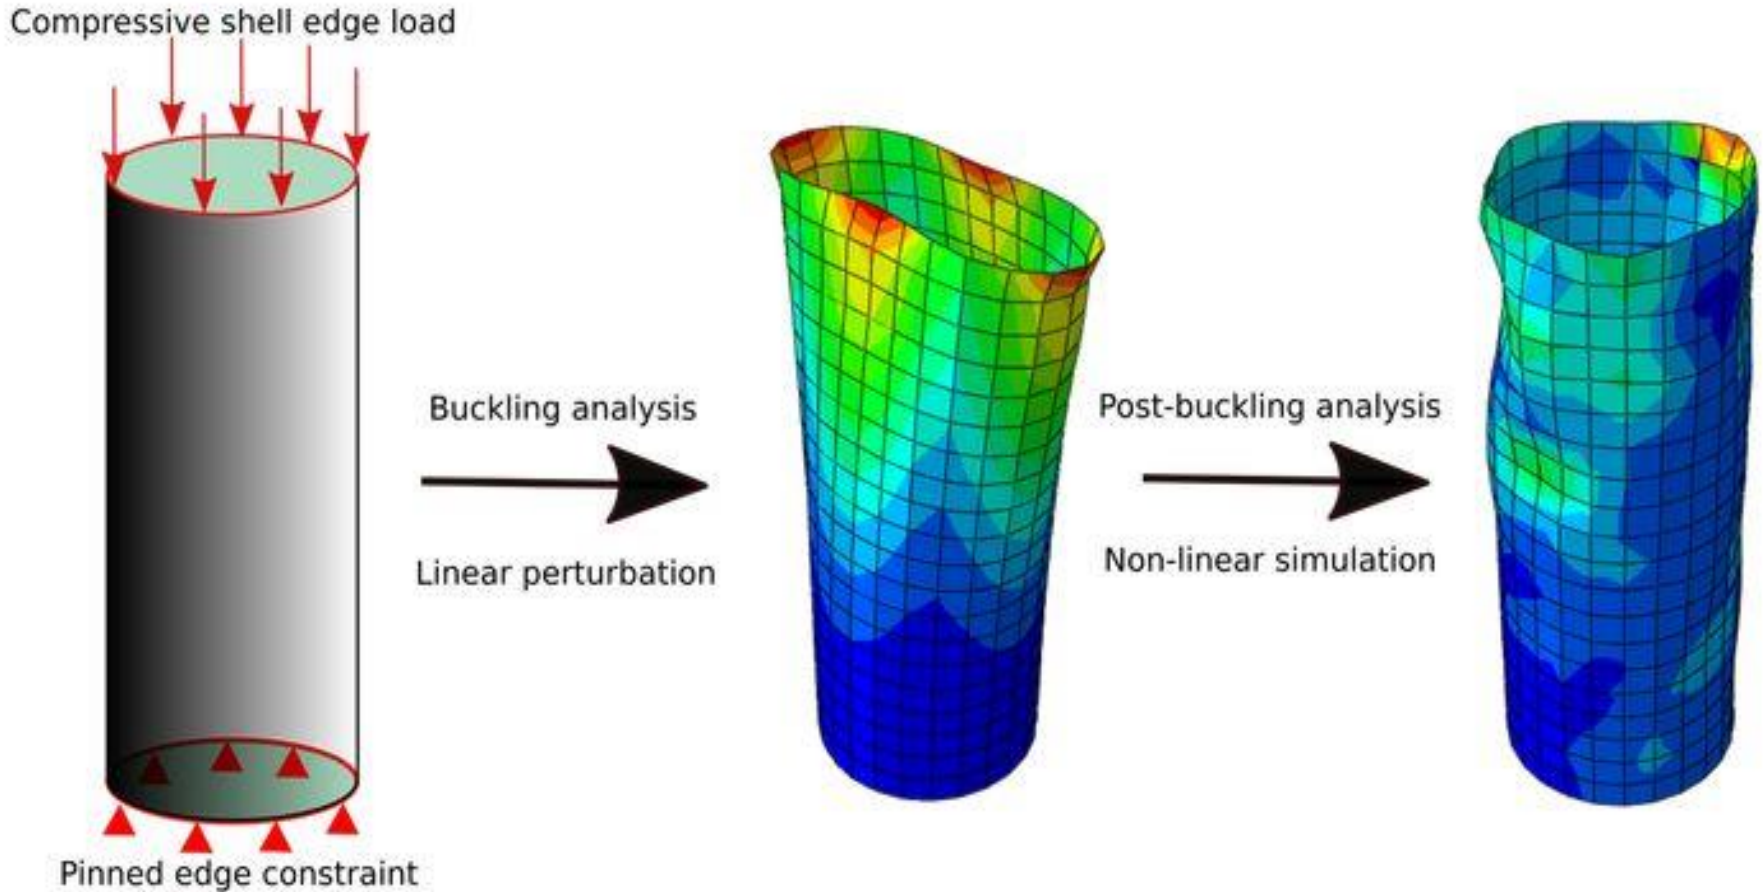 Compressive shell edge load
Buckling analysis
Linear perturbation
Post-buckling analysis
Non-linear simulation
Pinned edge constraint